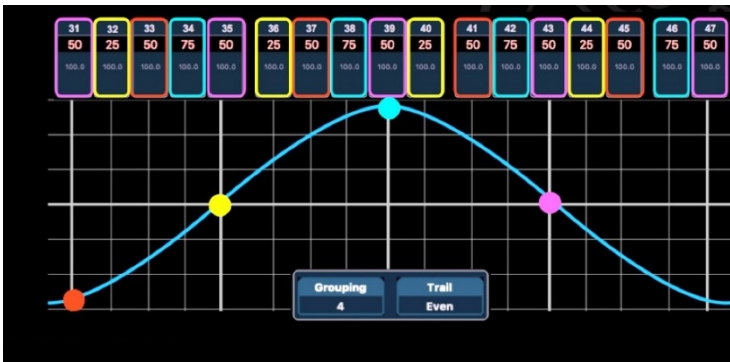 31 32 33 34 35 36 37 38 39 40 41 42 43 44 45 46 47
50 25 50 75 50 25 50 75 50 25 50 75 50 25 50 75 50
100.0 100.0 100.0 100.0 100.0 100.0 100.0 100.0 100.0 100.0 100.0 100.0 100.0 100.0 100.0 100.0 100.0
Grouping Trail
4 Even